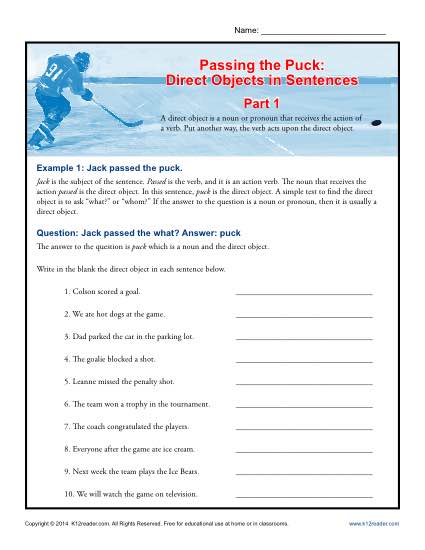 Name: ____________________________
91
Passing the Puck:
Direct Objects in Sentences
Part 1
A direct object is a noun or pronoun that receives the action of
a verb. Put another way, the verb acts upon the direct object.
Example 1: Jack passed the puck.
Jack is the subject of the sentence. Passed is the verb, and it is an action verb. The noun that receives the
action passed is the direct object. In this sentence, puck is the direct object. A simple test to find the direct
object is to ask "what?" or "whom?" If the answer to the question is a noun or pronoun, then it is usually a
direct object.
Question: Jack passed the what? Answer: puck
The answer to the question is puck which is a noun and the direct object.
Write in the blank the direct object in each sentence below.
1. Colson scored a goal. ____________________________
2. We ate hot dogs at the game. ____________________________
3. Dad parked the car in the parking lot. ____________________________
4. The goalie blocked a shot. ____________________________
5. Leanne missed the penalty shot. ____________________________
6. The team won a trophy in the tournament. ____________________________
7. The coach congratulated the players. ____________________________
8. Everyone after the game ate ice cream. ____________________________
9. Next week the team plays the Ice Bears. ____________________________
10. We will watch the game on television. ____________________________
Copyright © 2014 K12reader.com. All Rights Reserved. Free for educational use at home or in classrooms. www.k12reader.com